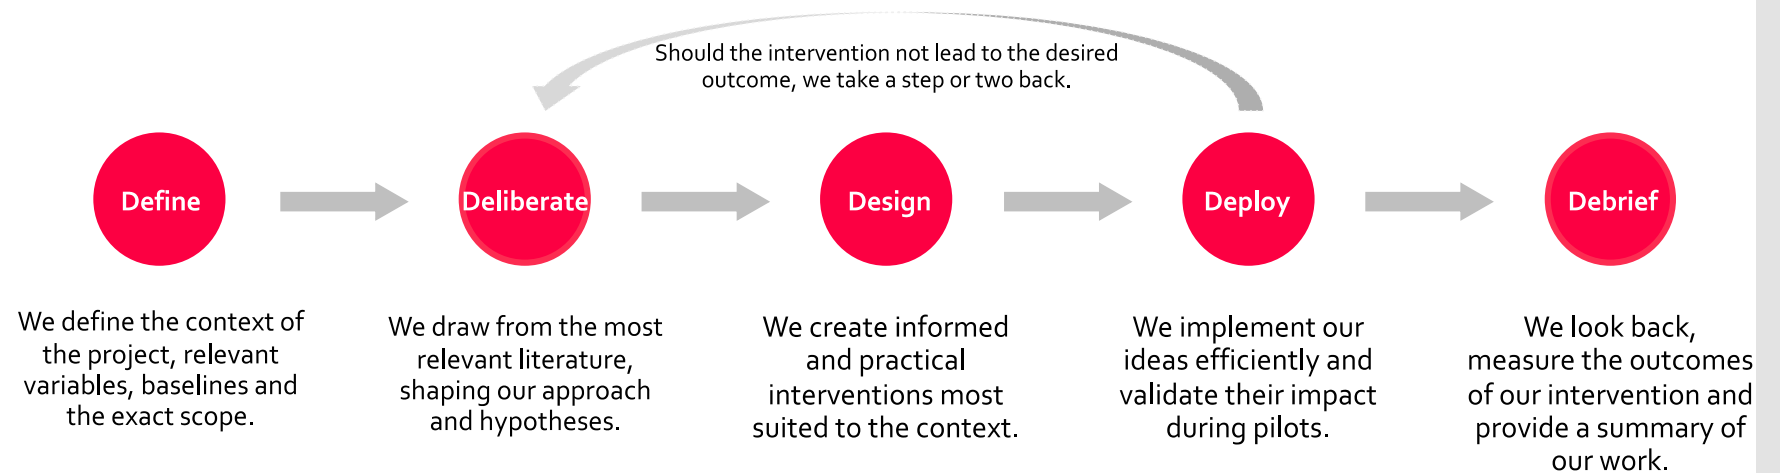 Should the intervention not lead to the desired
outcome, we take a step or two back.
Define
Deliberate
Design
Deploy
Debrief
We define the context of
the project, relevant
variables, baselines and
the exact scope.
We draw from the most
relevant literature,
shaping our approach
and hypotheses.
We create informed
and practical
interventions most
suited to the context.
We implement our
ideas efficiently and
validate their impact
during pilots.
We look back,
measure the outcomes
of our intervention and
provide a summary of
our work.